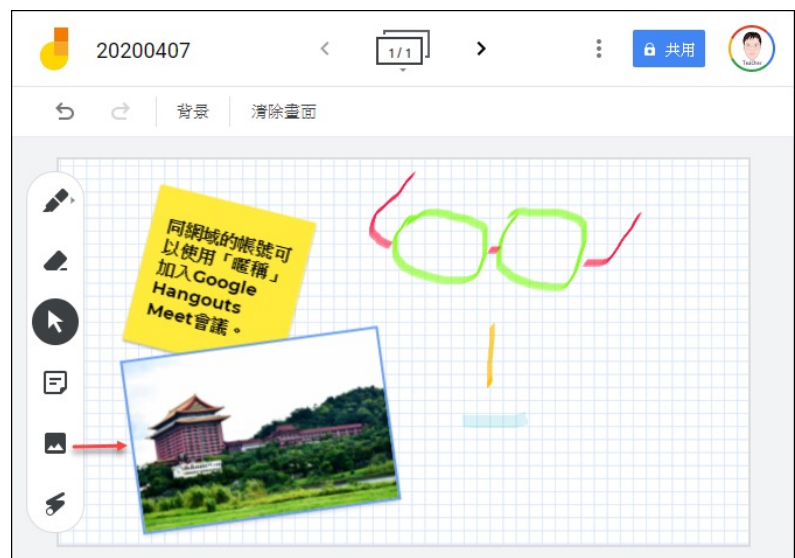 20200407
1/1
共用
Teacher
背景
清除畫面
同網域的帳號可
以使用「暱稱」
加入Google
Hangouts
Meet會議。